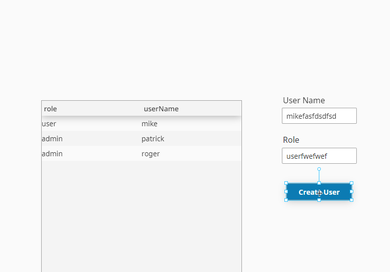 role userName
user mike
admin patrick
admin roger
User Name
mikefasfdsdfsd
Role
userfwefwef
Create User